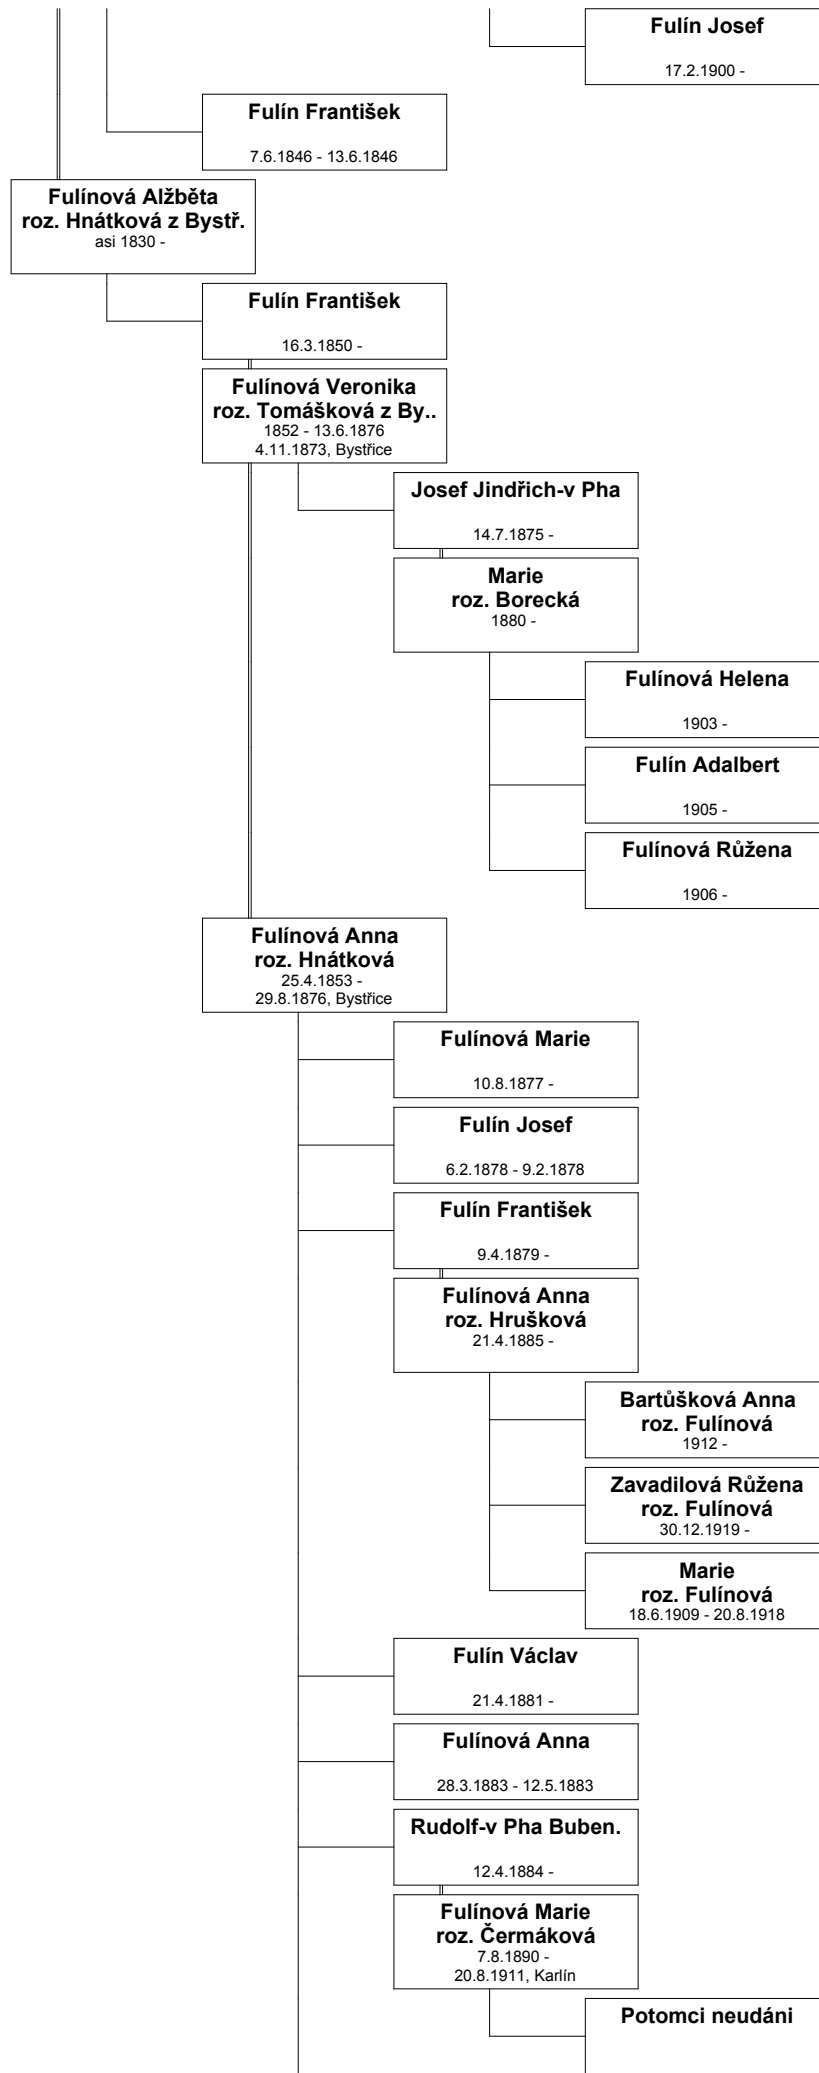 Fulín Josef
17.2.1900 -
Fulín František
7.6.1846 - 13.6.1846
Fulínová Alžběta
roz. Hnátková z Bystř.
asi 1830 -
Fulín František
16.3.1850 -
Fulínová Veronika
roz. Tomášková z By..
1852 - 13.6.1876
4.11.1873, Bystřice
Josef Jindřich-v Pha
14.7.1875 -
Marie
roz. Borecká
1880 -
Fulínová Helena
1903 -
Fulín Adalbert
1905 -
Fulínová Růžena
1906 -
Fulínová Anna
roz. Hnátková
25.4.1853 -
29.8.1876, Bystřice
Fulínová Marie
10.8.1877 -
Fulín Josef
6.2.1878 - 9.2.1878
Fulín František
9.4.1879 -
Fulínová Anna
roz. Hrušková
21.4.1885 -
Bartůšková Anna
roz. Fulínová
1912 -
Zavadilová Růžena
roz. Fulínová
30.12.1919 -
Marie
roz. Fulínová
18.6.1909 - 20.8.1918
Fulín Václav
21.4.1881 -
Fulínová Anna
28.3.1883 - 12.5.1883
Rudolf-v Pha Buben.
12.4.1884 -
Fulínová Marie
roz. Čermáková
7.8.1890 -
20.8.1911, Karlín
Potomci neudáni